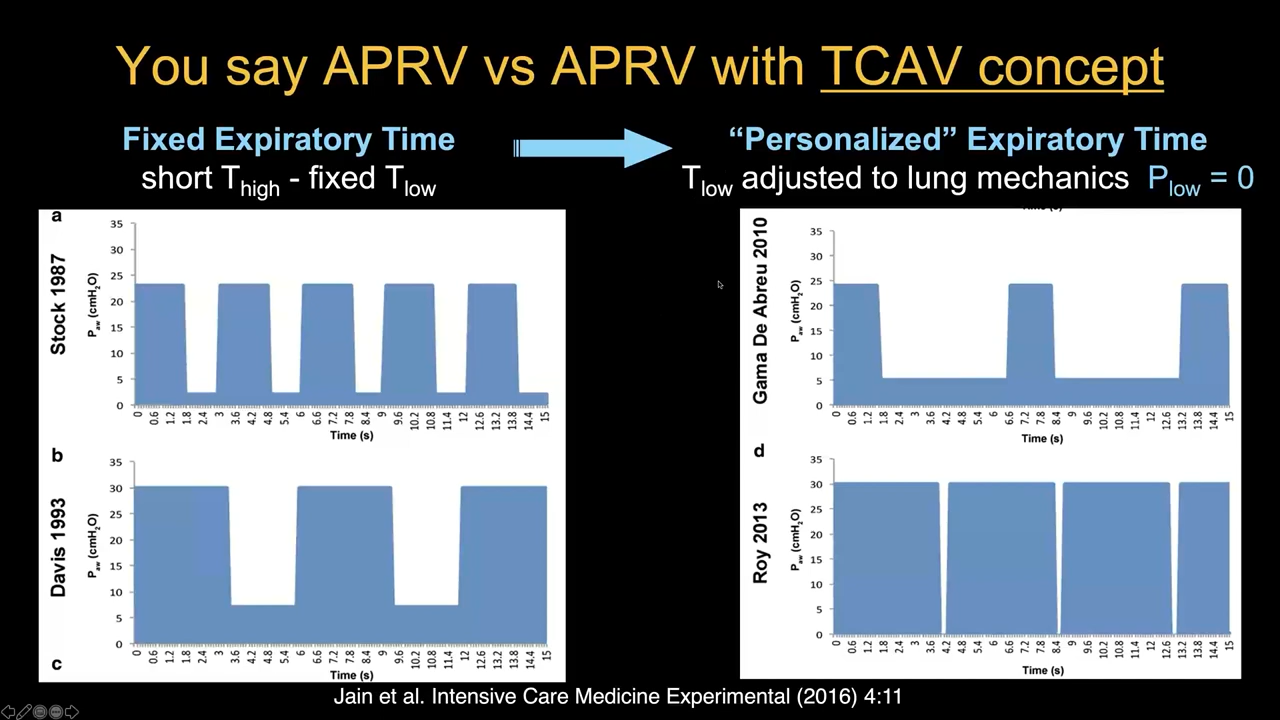 You say APRV vs APRV with TCAV concept
Fixed Expiratory Time
short Thigh - fixed Tlow
“Personalized” Expiratory Time
Tlow adjusted to lung mechanics Plow = 0
a
Stock 1987
Paw (cmH2O)
35
30
25
20
15
10
5
0
0 0.6 1.2 1.8 2.4 3 3.6 4.2 4.8 5.4 6 6.6 7.2 7.8 8.4 9 9.6 10.2 10.8 11.4 12 12.6 13.2 13.8 14.4 15
Time (s)
b
Davis 1993
Paw (cmH2O)
35
30
25
20
15
10
5
0
0 0.6 1.2 1.8 2.4 3 3.6 4.2 4.8 5.4 6 6.6 7.2 7.8 8.4 9 9.6 10.2 10.8 11.4 12 12.6 13.2 13.8 14.4 15
Time (s)
c
Gama De Abreu 2010
Paw (cmH2O)
35
30
25
20
15
10
5
0
0 0.6 1.2 1.8 2.4 3 3.6 4.2 4.8 5.4 6 6.6 7.2 7.8 8.4 9 9.6 10.2 10.8 11.4 12 12.6 13.2 13.8 14.4 15
Time (s)
d
Roy 2013
Paw (cmH2O)
35
30
25
20
15
10
5
0
0 0.6 1.2 1.8 2.4 3 3.6 4.2 4.8 5.4 6 6.6 7.2 7.8 8.4 9 9.6 10.2 10.8 11.4 12 12.6 13.2 13.8 14.4 15
Time (s)
Jain et al. Intensive Care Medicine Experimental (2016) 4:11